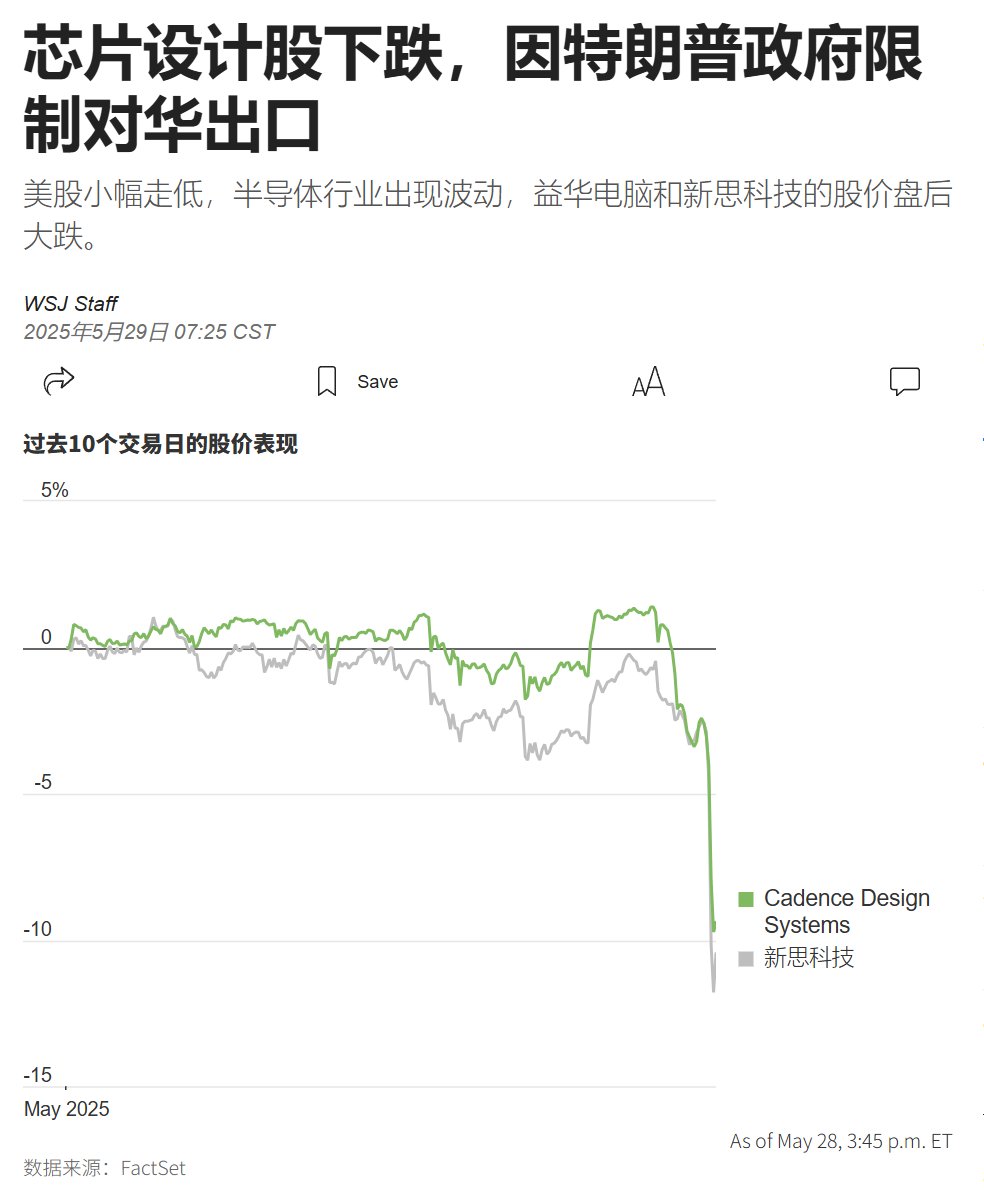 芯片设计股下跌，因特朗普政府限
制对华出口
美股小幅走低，半导体行业出现波动，益华电脑和新思科技的股价盘后
大跌。
WSJ Staff
2025年5月29日 07:25 CST
Save
AA
过去10个交易日的股价表现
5%
0
-5
-10
Cadence Design
Systems
新思科技
-15
May 2025
As of May 28, 3:45 p.m. ET
数据来源：FactSet